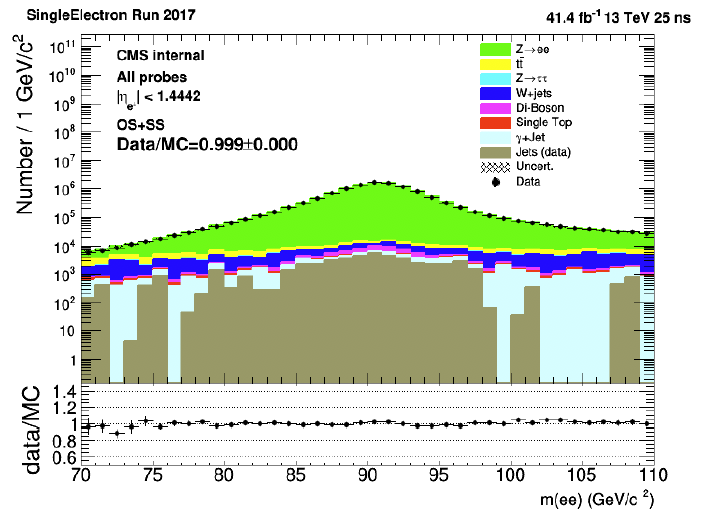 SingleElectron Run 2017
41.4 fb⁻¹ 13 TeV 25 ns
Number / 1 GeV/c²
10¹¹
10¹⁰
10⁹
10⁸
10⁷
10⁶
10⁵
10⁴
10³
10²
10
1
CMS internal
All probes
|η_e⁺| < 1.4442
OS+SS
Data/MC=0.999±0.000
Z→ee
tt̄
Z→ττ
W+jets
Di-Boson
Single Top
γ+Jet
Jets (data)
Uncert.
Data
data/MC
1.4
1.2
1
0.8
0.6
70 75 80 85 90 95 100 105 110
m(ee) (GeV/c²)